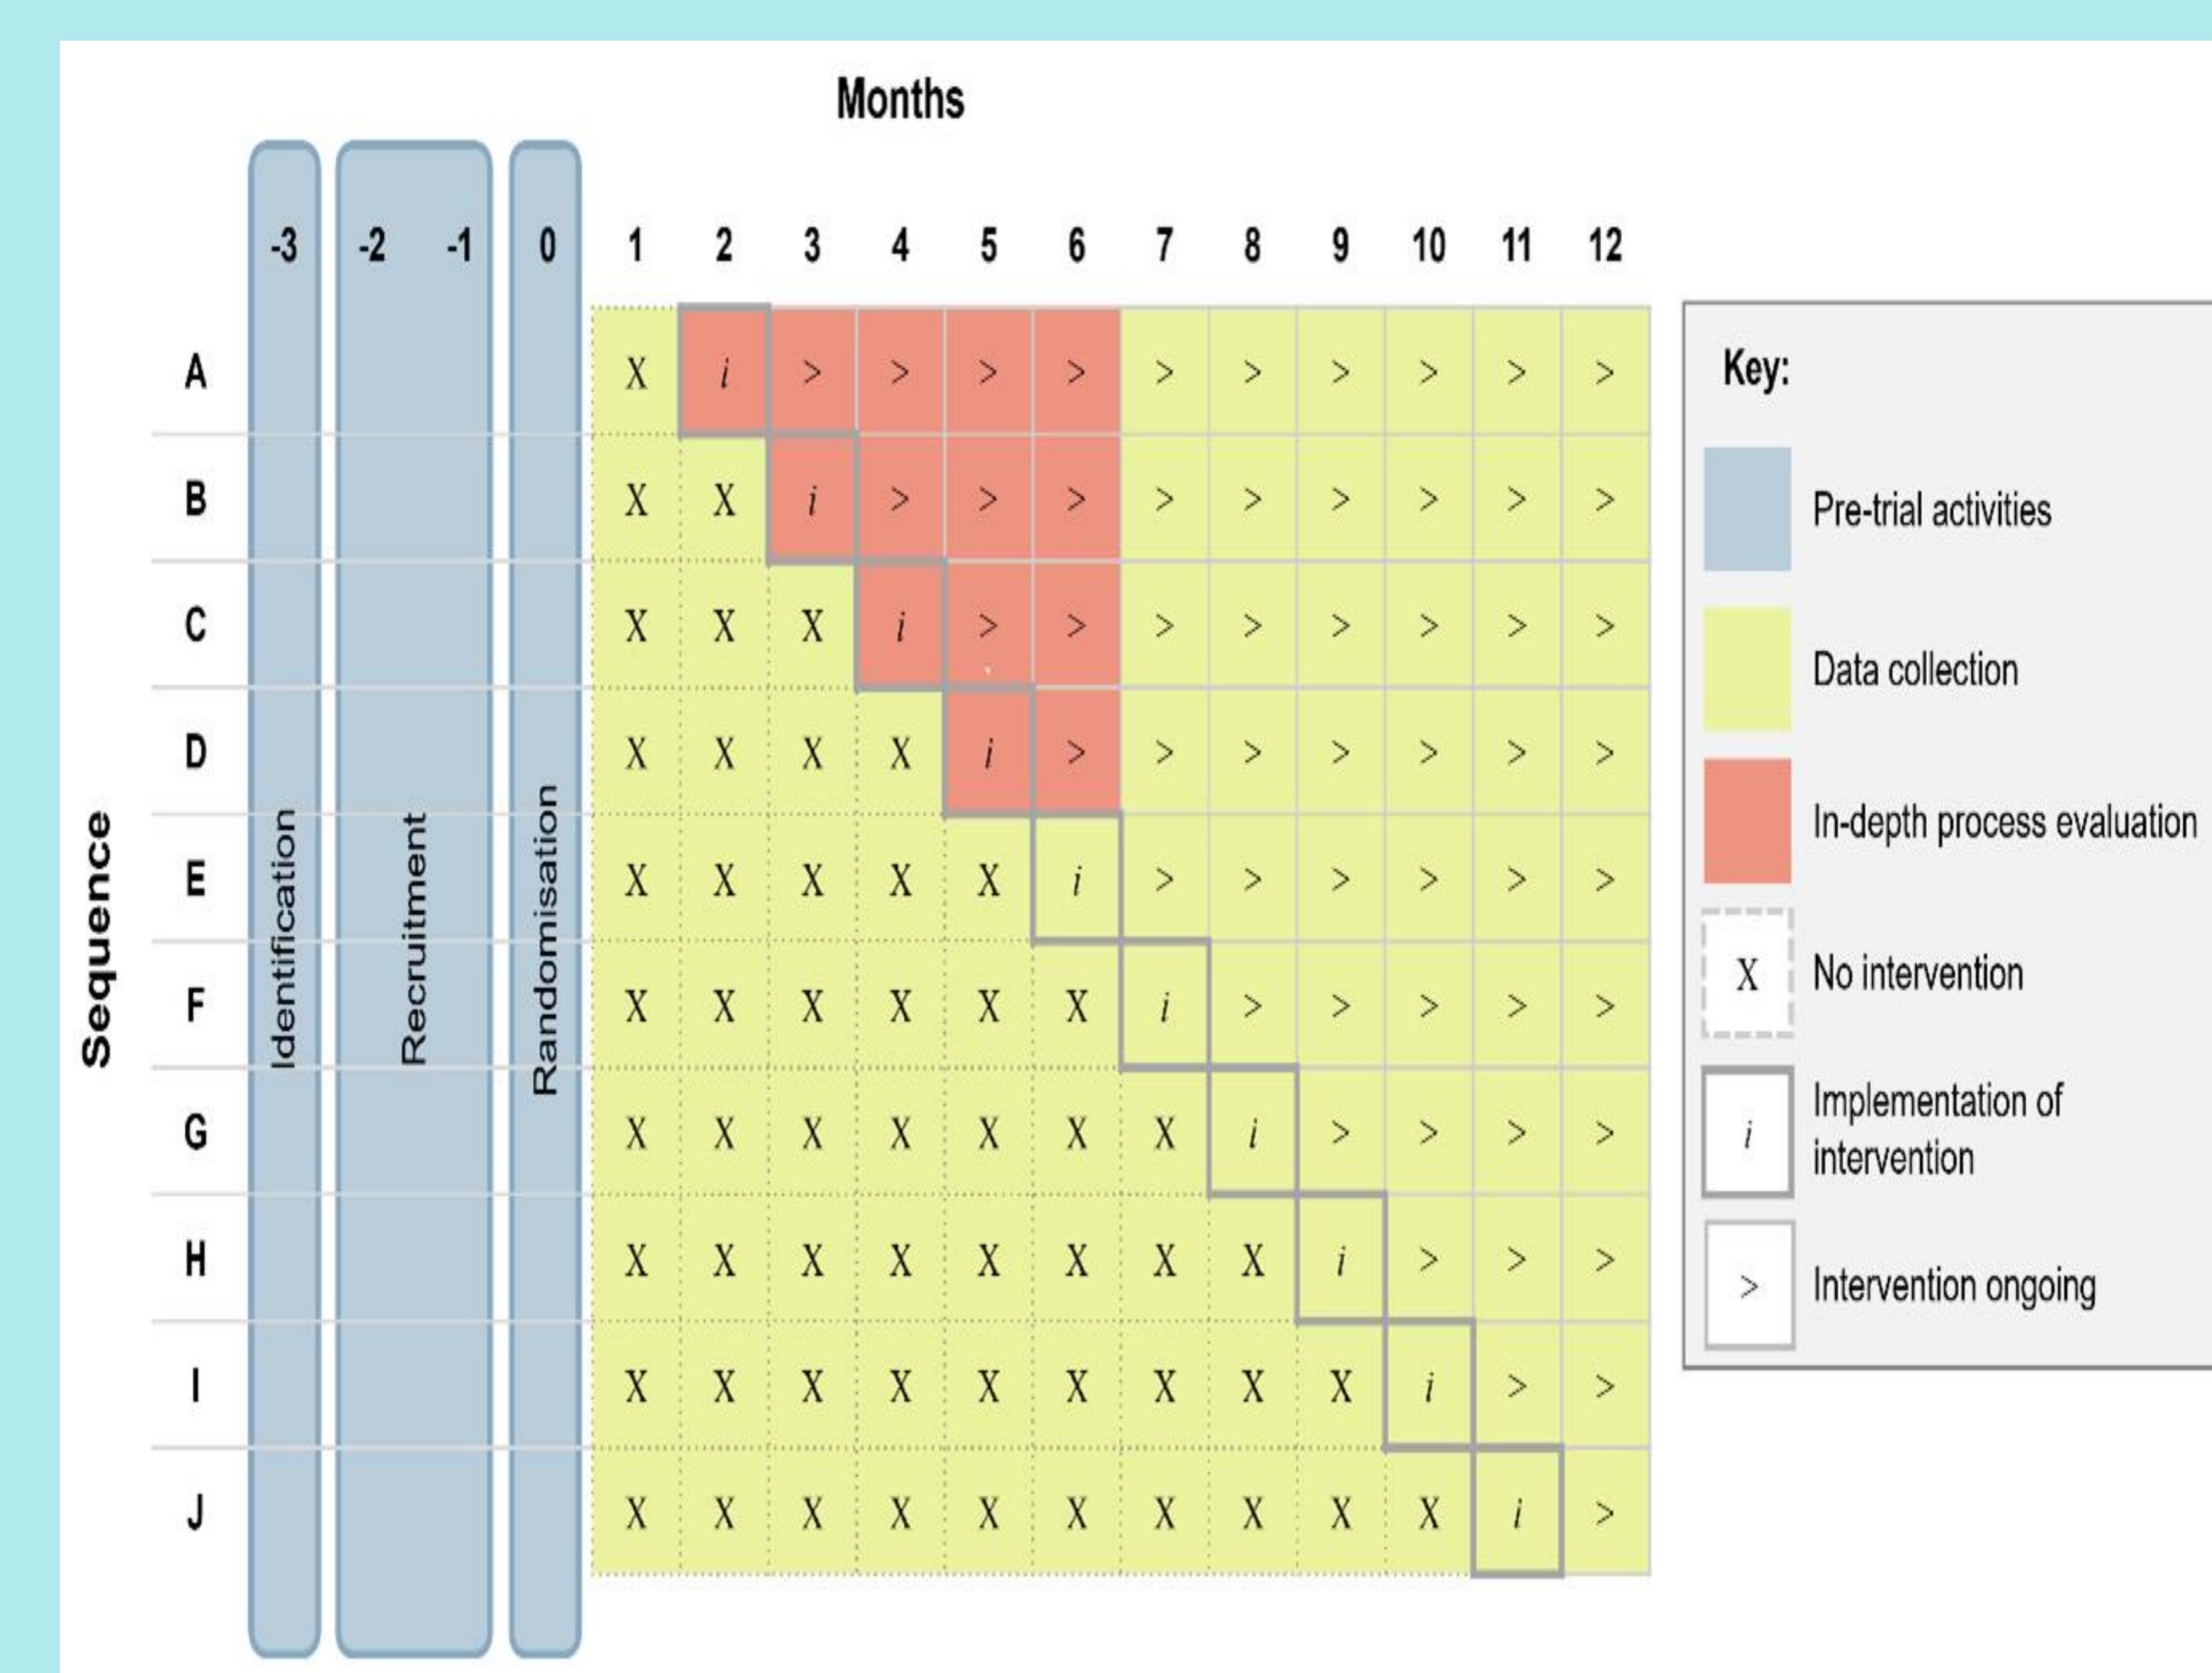 Months
-3 -2 -1 0 1 2 3 4 5 6 7 8 9 10 11 12
Sequence
Identification
Recruitment
Randomisation
A X i > > > > > > > > > >
B X X i > > > > > > > > >
C X X X i > > > > > > > >
D X X X X i > > > > > > >
E X X X X X i > > > > > >
F X X X X X X i > > > > >
G X X X X X X X i > > > >
H X X X X X X X X i > > >
I X X X X X X X X X i > >
J X X X X X X X X X X i >
Key:
Pre-trial activities
Data collection
In-depth process evaluation
X No intervention
i Implementation of
intervention
> Intervention ongoing